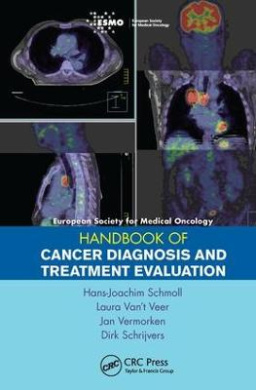 ESMO
European Society
for Medical Oncology
European Society for Medical Oncology
HANDBOOK OF
CANCER DIAGNOSIS AND
TREATMENT EVALUATION
Hans-Joachim Schmoll
Laura Van't Veer
Jan Vermorken
Dirk Schrijvers
CRC
CRC Press
Taylor & Francis Group